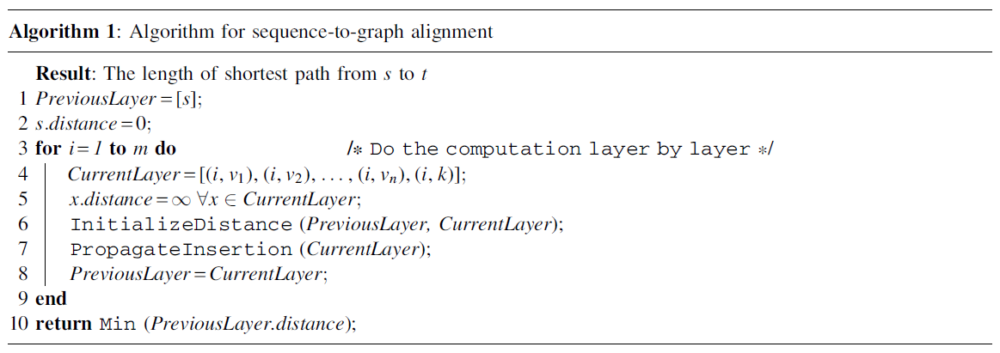 Algorithm 1: Algorithm for sequence-to-graph alignment
Result: The length of shortest path from s to t
1 PreviousLayer = [s];
2 s.distance = 0;
3 for i = 1 to m do /* Do the computation layer by layer */
4 CurrentLayer = [(i, v₁), (i, v₂), . . . , (i, vₙ), (i, k)];
5 x.distance = ∞ ∀x ∈ CurrentLayer;
6 InitializeDistance (PreviousLayer, CurrentLayer);
7 PropagateInsertion (CurrentLayer);
8 PreviousLayer = CurrentLayer;
9 end
10 return Min (PreviousLayer.distance);